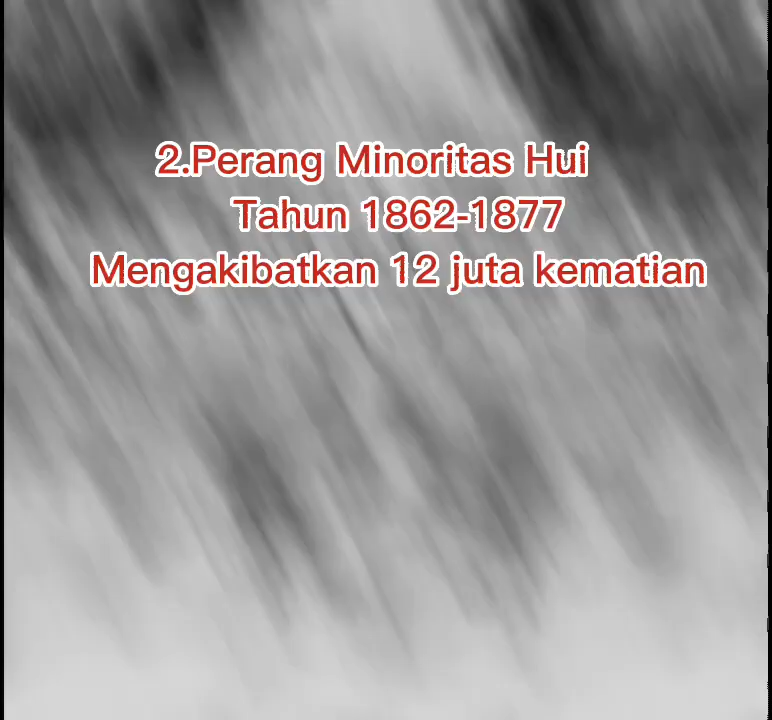 2.Perang Minoritas Hui
Tahun 1862-1877
Mengakibatkan 12 juta kematian